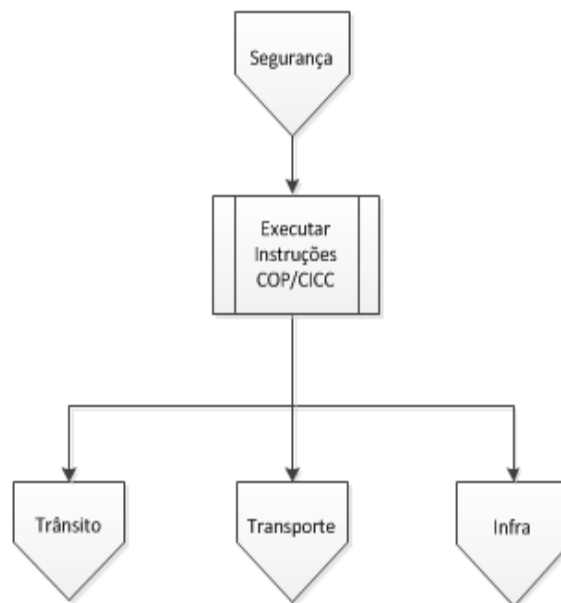 Segurança
Executar
Instruções
COP/CICC
Trânsito
Transporte
Infra